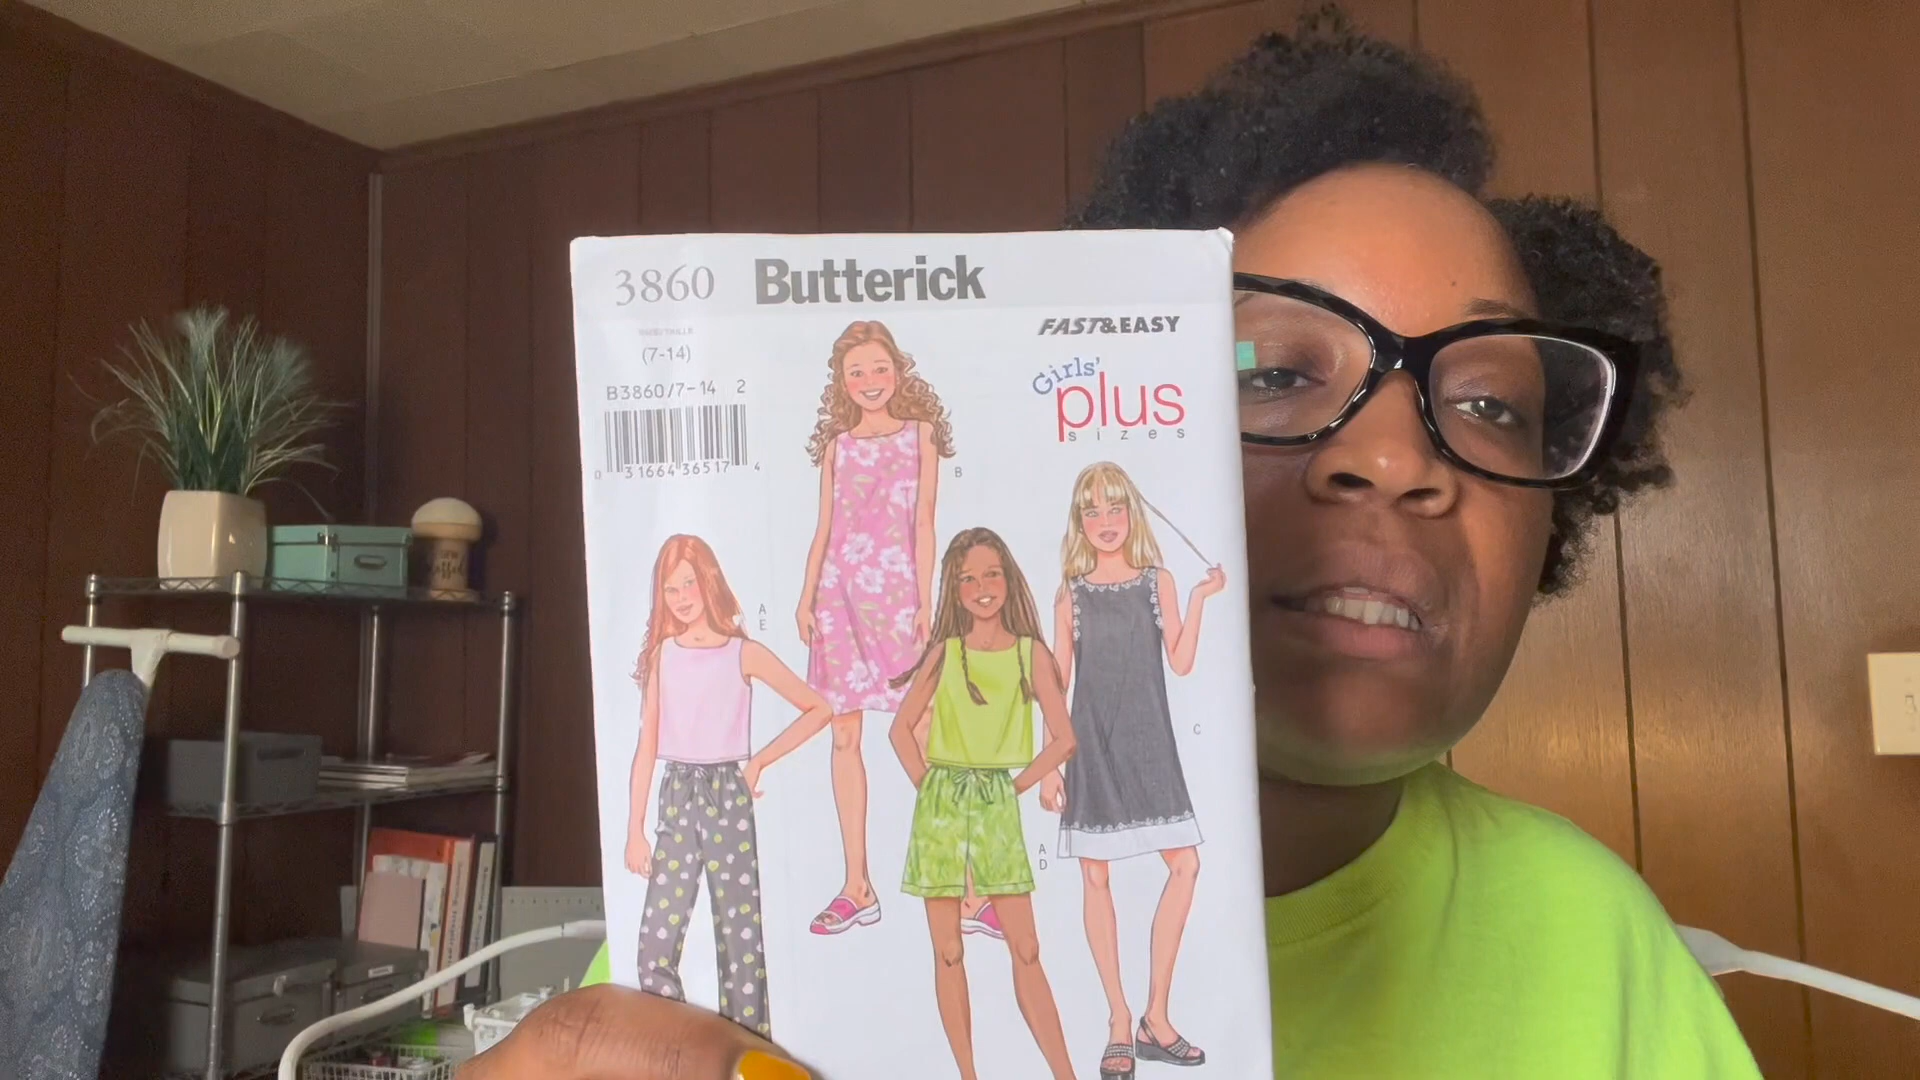 3860 Butterick
FAST&EASY
(7-14)
Girls'
plus
sizes
B3860/7-14 2
0 31664 36517 4
B
A
E
C
A
D